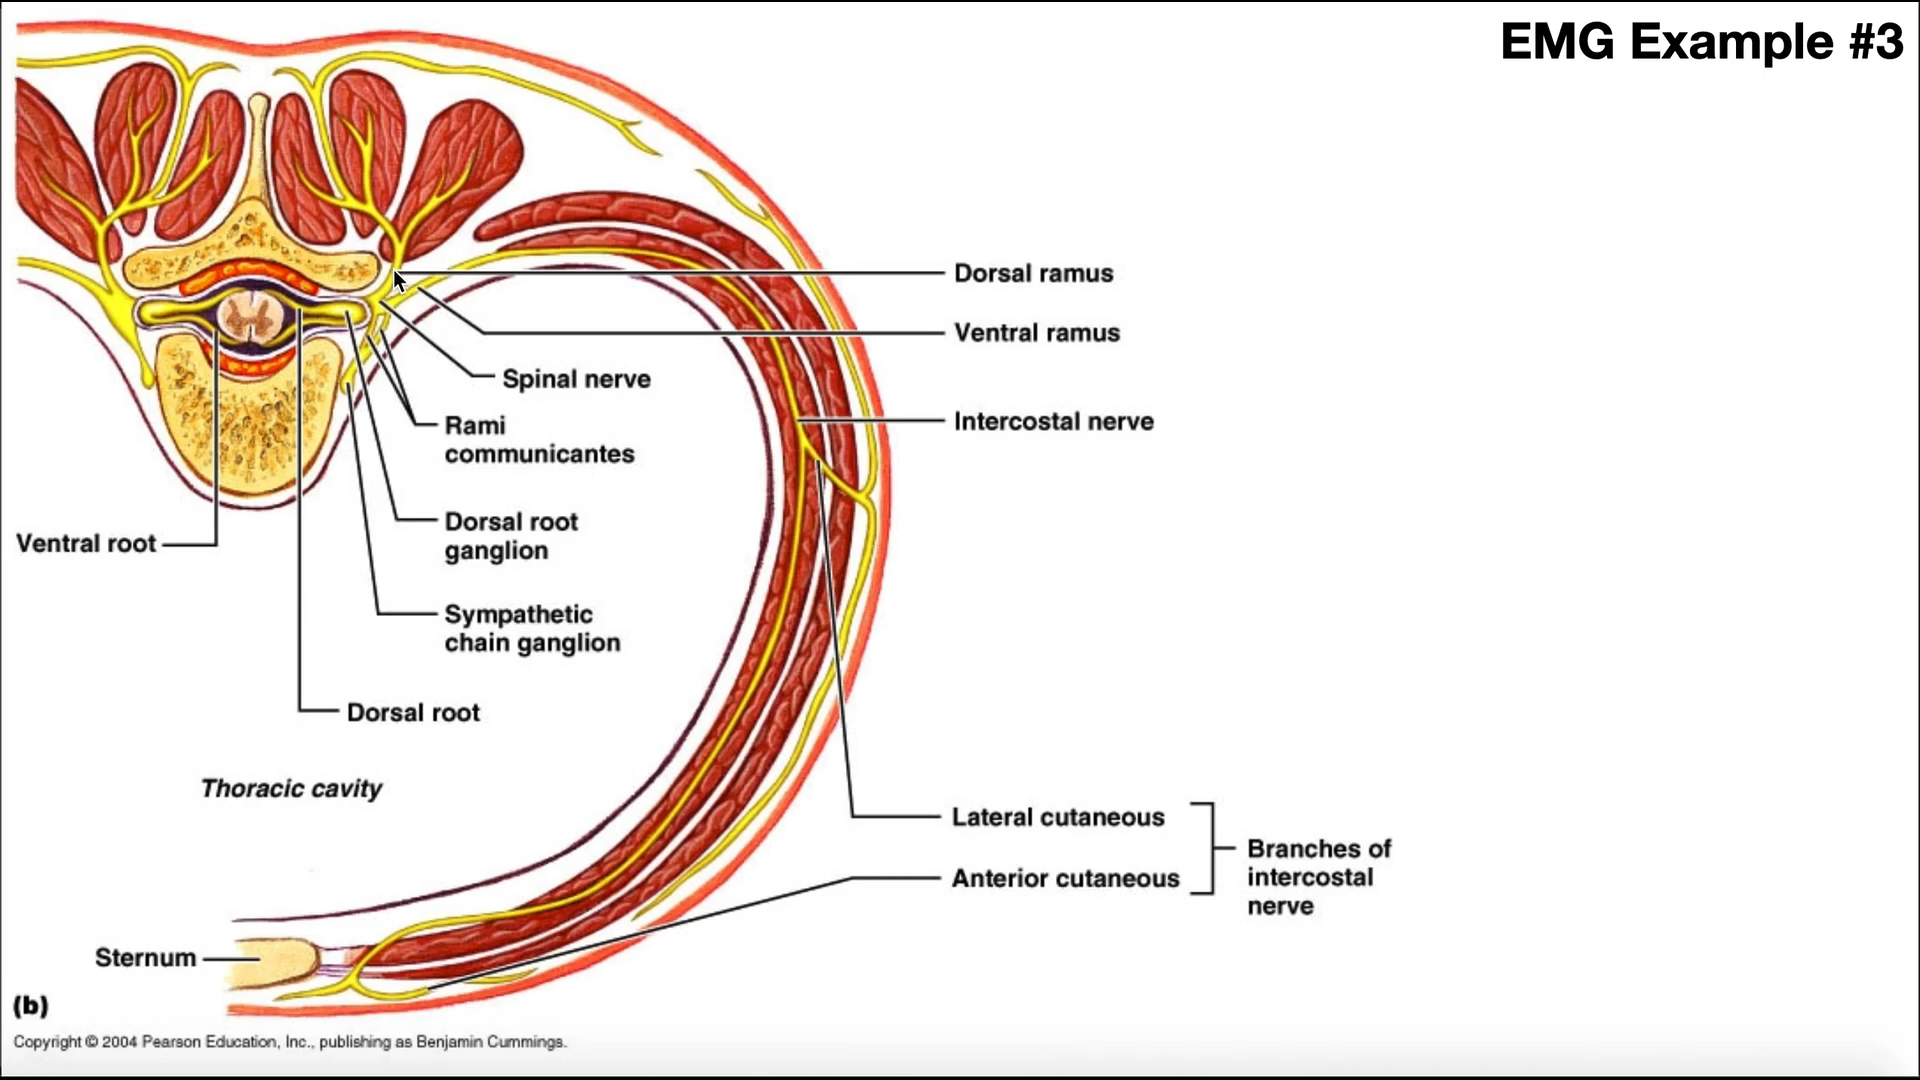 EMG Example #3
Dorsal ramus
Ventral ramus
Spinal nerve
Intercostal nerve
Rami
communicantes
Dorsal root
ganglion
Ventral root
Sympathetic
chain ganglion
Dorsal root
Thoracic cavity
Lateral cutaneous
Anterior cutaneous
Branches of
intercostal
nerve
Sternum
(b)
Copyright © 2004 Pearson Education, Inc., publishing as Benjamin Cummings.